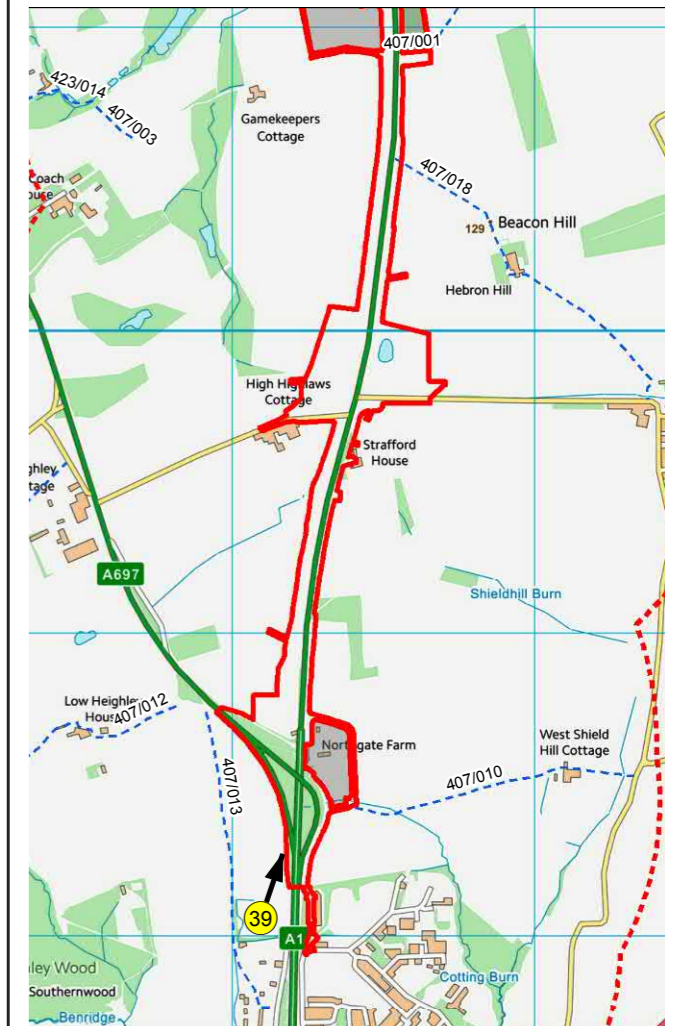 407/001
423/014
407/003
Gamekeepers
Cottage
407/018
Coach
129
Beacon Hill
Hebron Hill
High Highlaws
Cottage
Strafford
House
A697
Shieldhill Burn
Low Heighley
House
407/012
407/013
Northgate Farm
West Shield
Hill Cottage
407/010
39
A1
Wood
Southernwood
Cotting Burn
Benridge